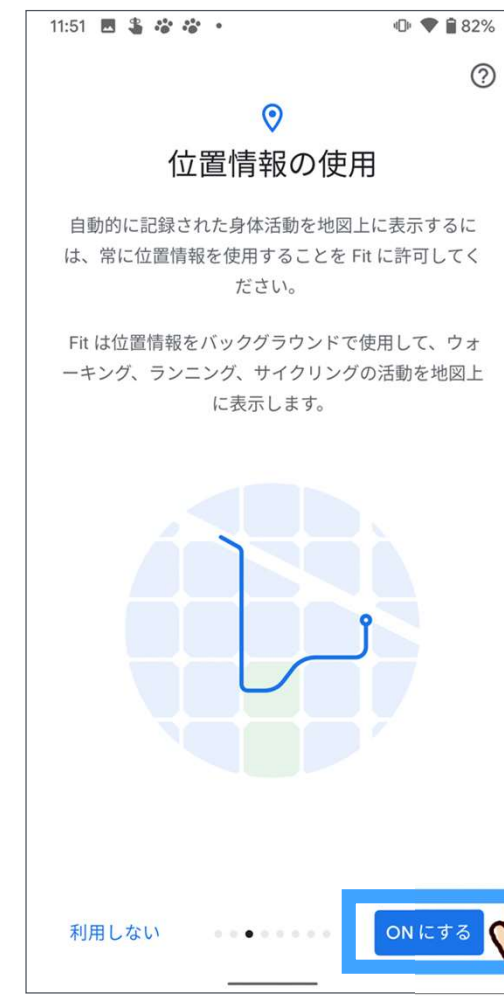 11:51
82%
位置情報の使用
自動的に記録された身体活動を地図上に表示するに
は、常に位置情報を使用することを Fit に許可してく
ださい。
Fit は位置情報をバックグラウンドで使用して、ウォ
ーキング、ランニング、サイクリングの活動を地図上
に表示します。
利用しない
ON にする